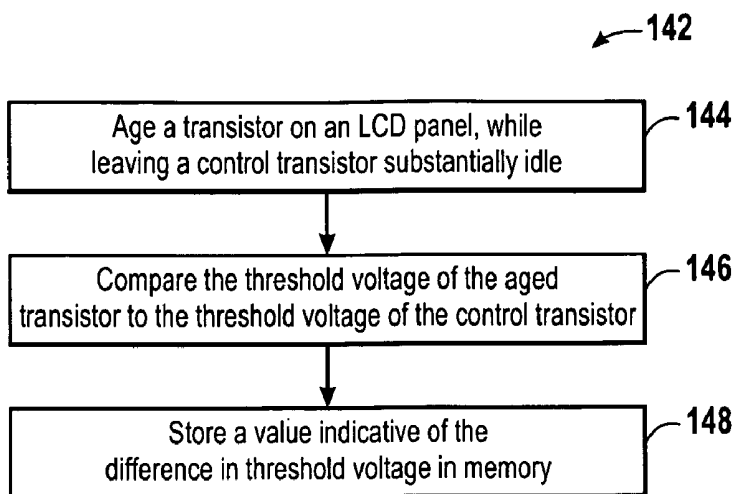 142
Age a transistor on an LCD panel, while
leaving a control transistor substantially idle
144
Compare the threshold voltage of the aged
transistor to the threshold voltage of the control transistor
146
Store a value indicative of the
difference in threshold voltage in memory
148